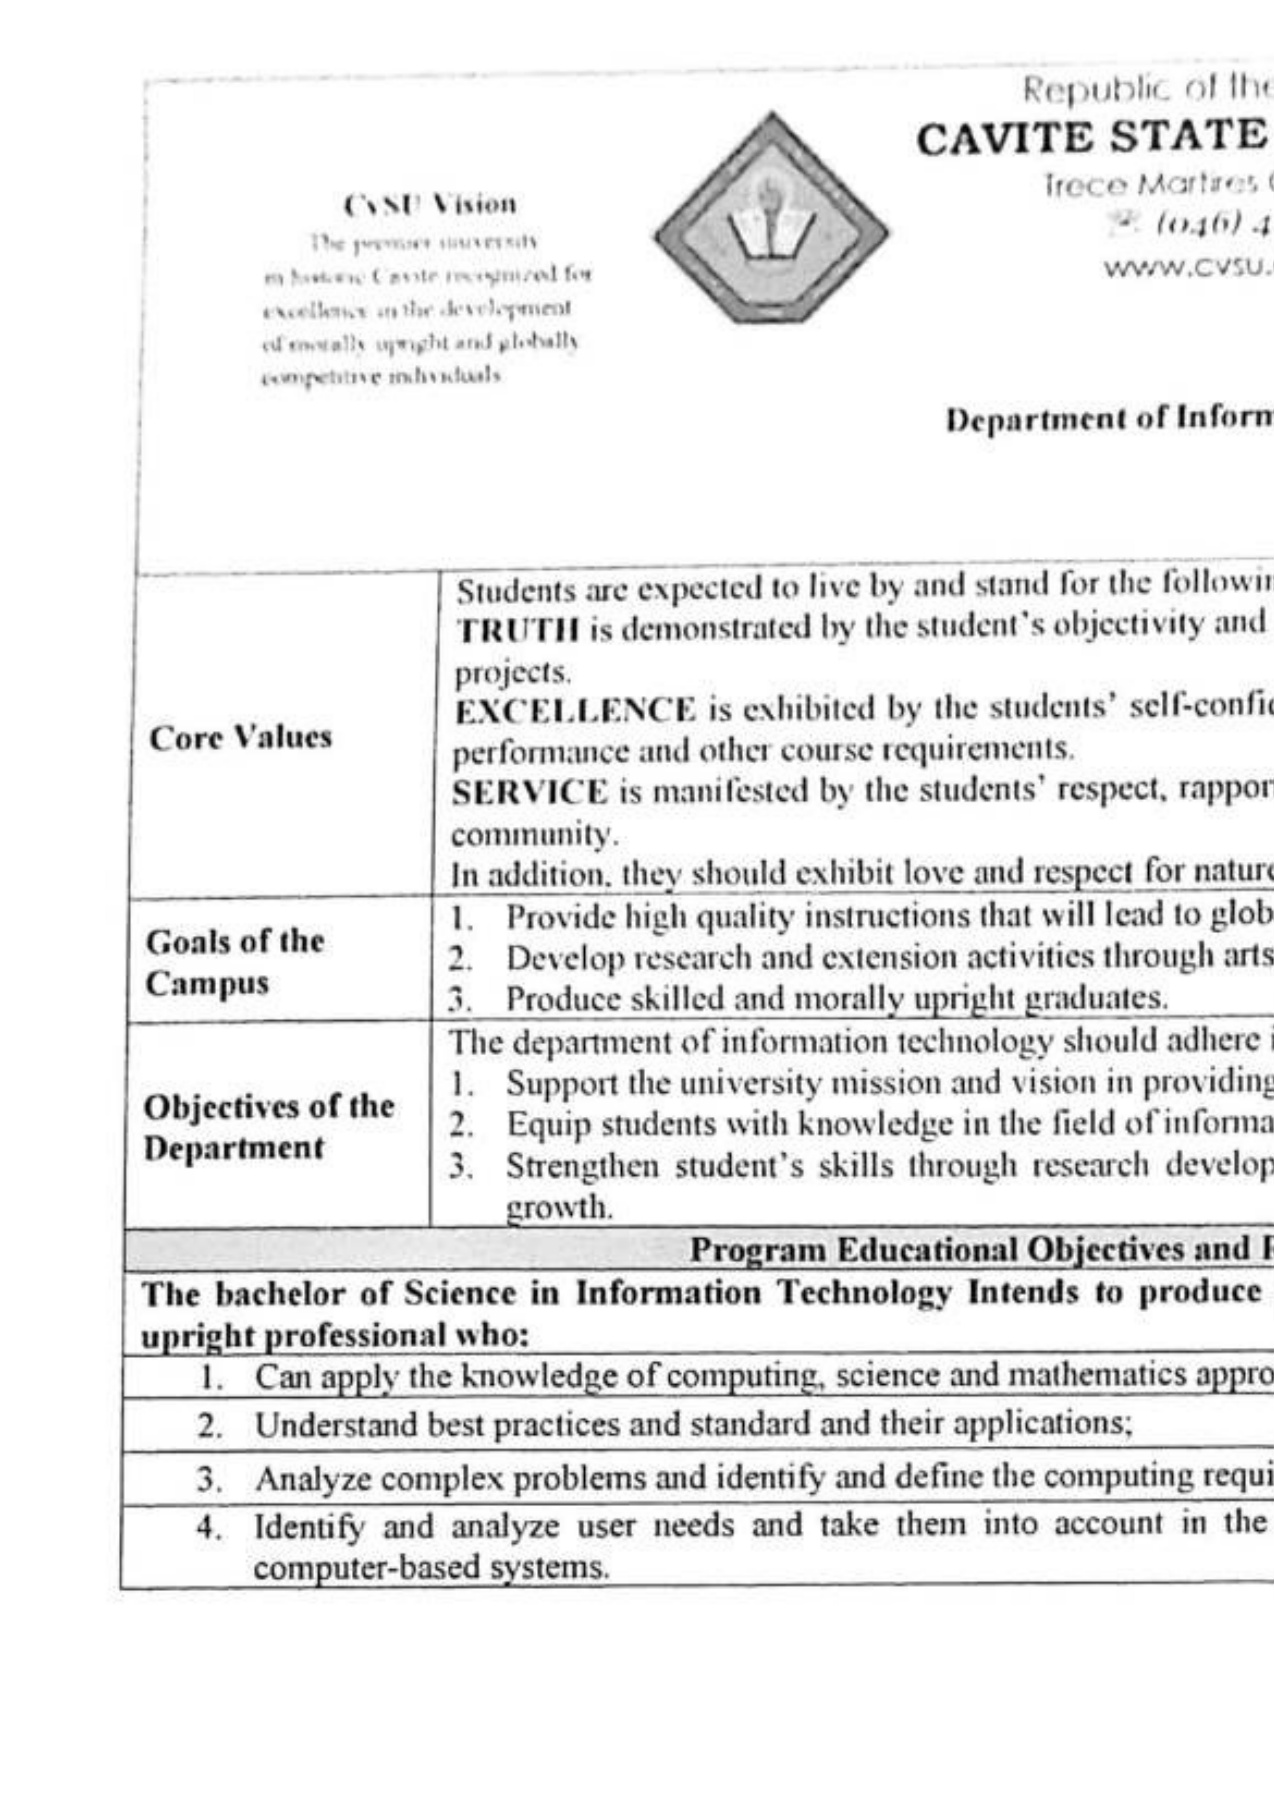 Republic of the
CAVITE STATE
Trece Martires
(046) 4
www.cvsu.
CvSU Vision
The premier university
in historic Cavite recognized for
excellence in the development
of morally upright and globally
competitive individuals
Department of Inform
Core Values
Students are expected to live by and stand for the followin
TRUTH is demonstrated by the student's objectivity and
projects.
EXCELLENCE is exhibited by the students' self-confid
performance and other course requirements.
SERVICE is manifested by the students' respect, rappor
community.
In addition, they should exhibit love and respect for nature
Goals of the
Campus
1. Provide high quality instructions that will lead to glob
2. Develop research and extension activities through arts
3. Produce skilled and morally upright graduates.
Objectives of the
Department
The department of information technology should adhere i
1. Support the university mission and vision in providing
2. Equip students with knowledge in the field of informa
3. Strengthen student's skills through research develop
growth.
Program Educational Objectives and
The bachelor of Science in Information Technology Intends to produce
upright professional who:
1. Can apply the knowledge of computing, science and mathematics appro
2. Understand best practices and standard and their applications;
3. Analyze complex problems and identify and define the computing requi
4. Identify and analyze user needs and take them into account in the
computer-based systems.